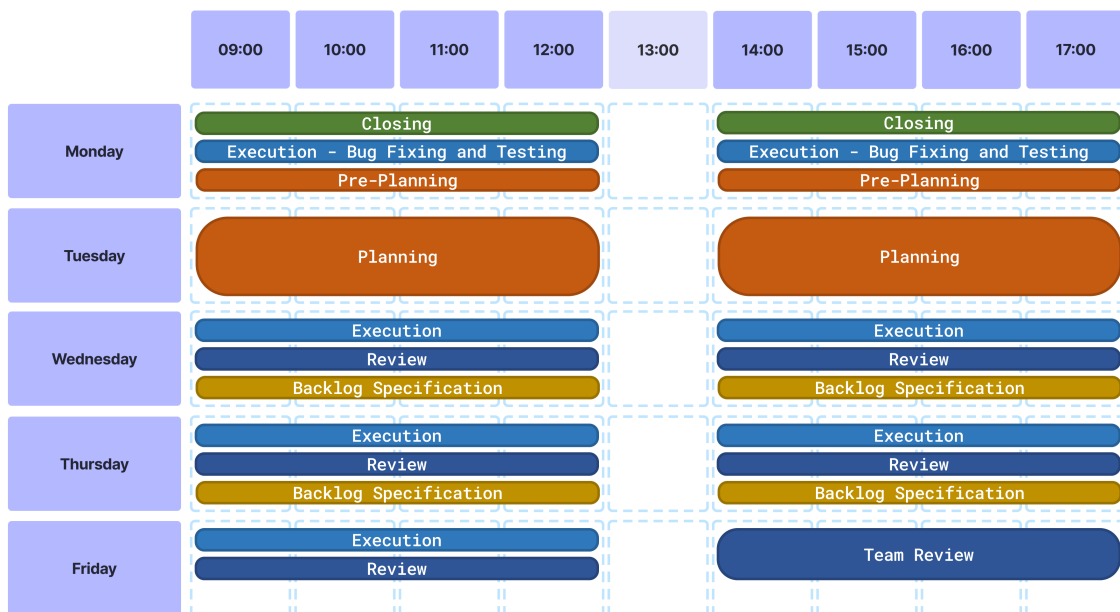 09:00 10:00 11:00 12:00 13:00 14:00 15:00 16:00 17:00
Monday
Closing Closing
Execution - Bug Fixing and Testing Execution - Bug Fixing and Testing
Pre-Planning Pre-Planning
Tuesday
Planning Planning
Wednesday
Execution Execution
Review Review
Backlog Specification Backlog Specification
Thursday
Execution Execution
Review Review
Backlog Specification Backlog Specification
Friday
Execution Team Review
Review